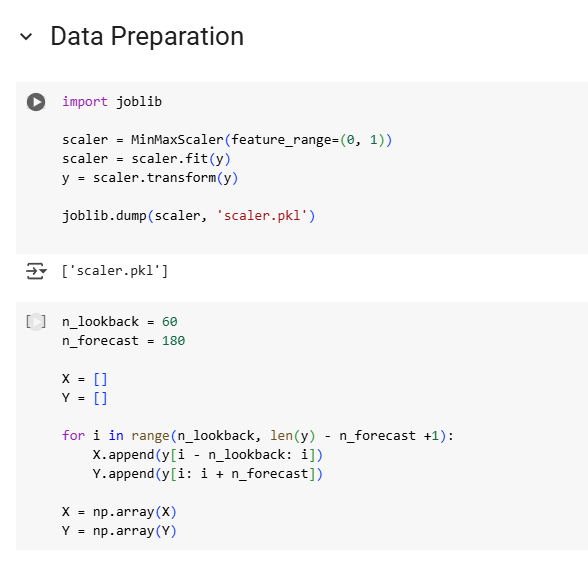 Data Preparation
import joblib
scaler = MinMaxScaler(feature_range=(0, 1))
scaler = scaler.fit(y)
y = scaler.transform(y)
joblib.dump(scaler, 'scaler.pkl')
['scaler.pkl']
[ ] n_lookback = 60
n_forecast = 180
X = []
Y = []
for i in range(n_lookback, len(y) - n_forecast +1):
    X.append(y[i - n_lookback: i])
    Y.append(y[i: i + n_forecast])
X = np.array(X)
Y = np.array(Y)